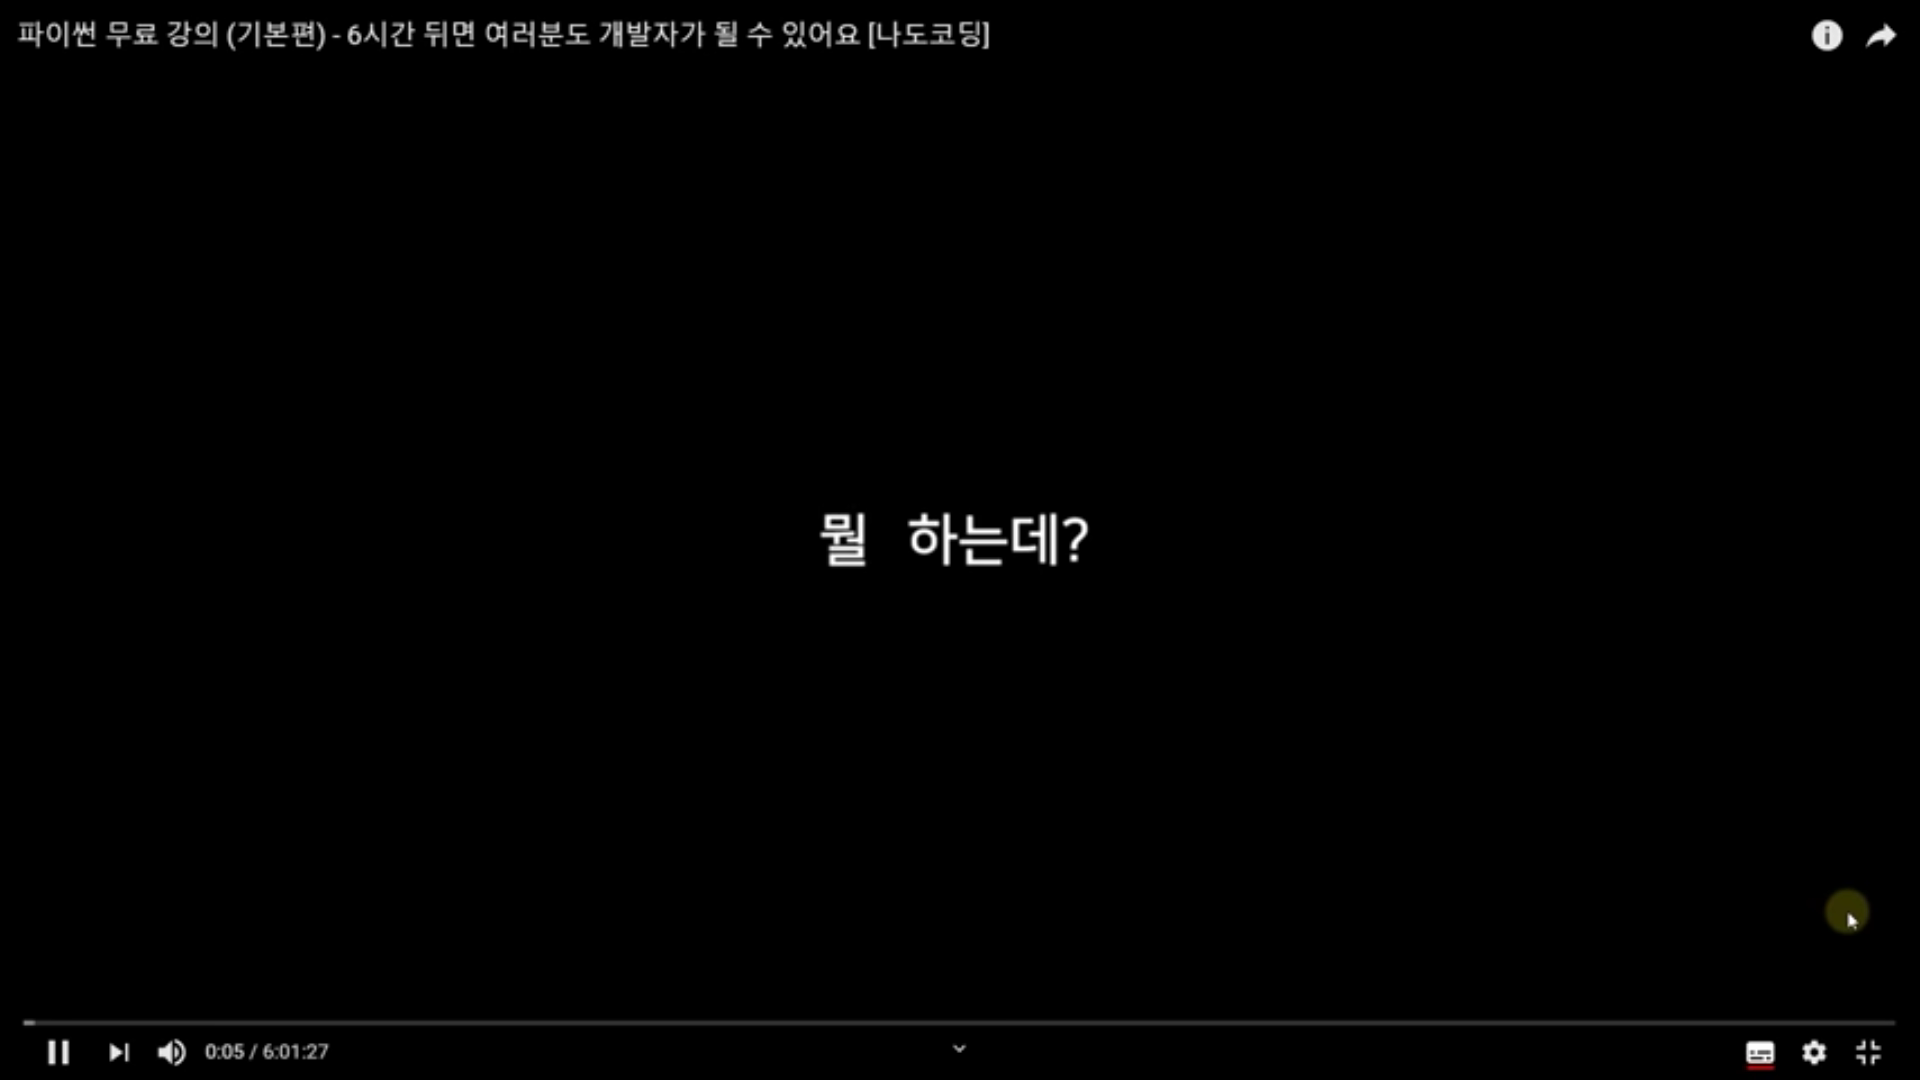 파이썬 무료 강의 (기본편) - 6시간 뒤면 여러분도 개발자가 될 수 있어요 [나도코딩]
뭘 하는데?
0:05 / 6:01:27